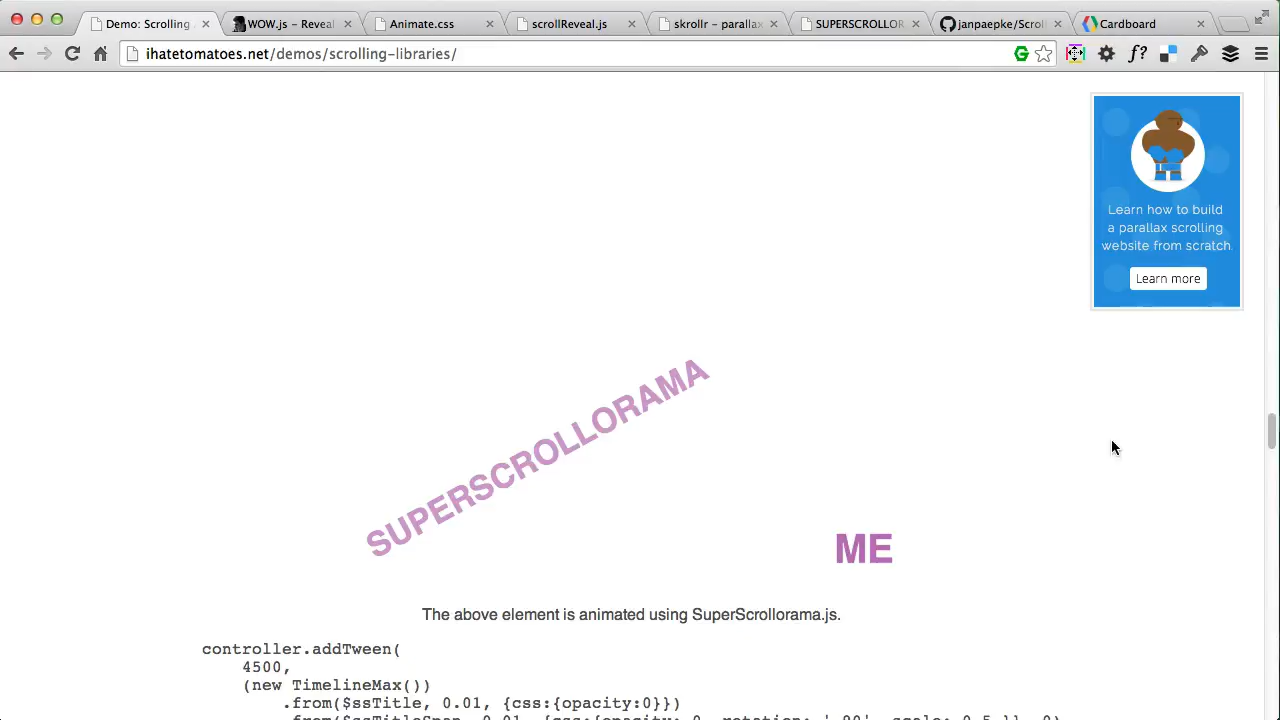 Demo: Scrolling
WOW.js – Reveal
Animate.css
scrollReveal.js
skrollr – parallax
SUPERSCROLLOR
janpaepke/Scroll
Cardboard
ihatetomatoes.net/demos/scrolling-libraries/
f?
Learn how to build
a parallax scrolling
website from scratch.
Learn more
SUPERSCROLLORAMA
ME
The above element is animated using SuperScrollorama.js.
controller.addTween(
4500,
(new TimelineMax())
.from($ssTitle, 0.01, {css:{opacity:0}})